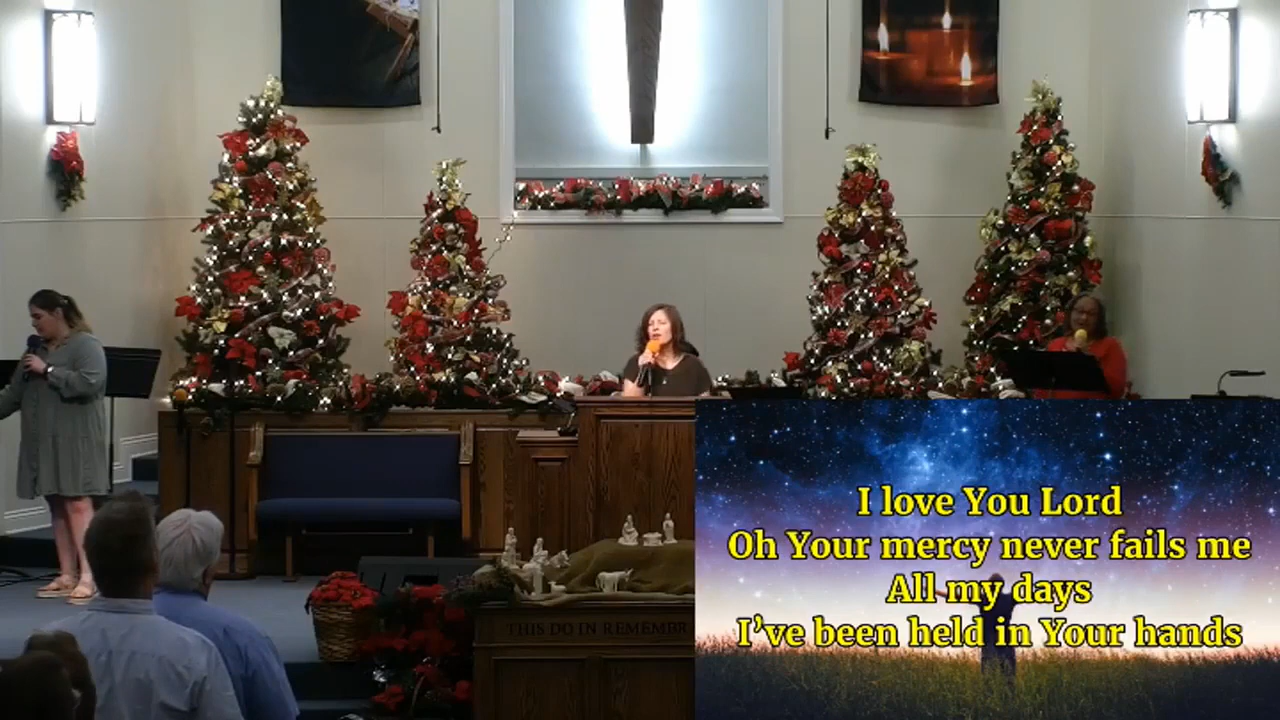 THIS DO IN REMEMBRA
I love You Lord
Oh Your mercy never fails me
All my days
I've been held in Your hands